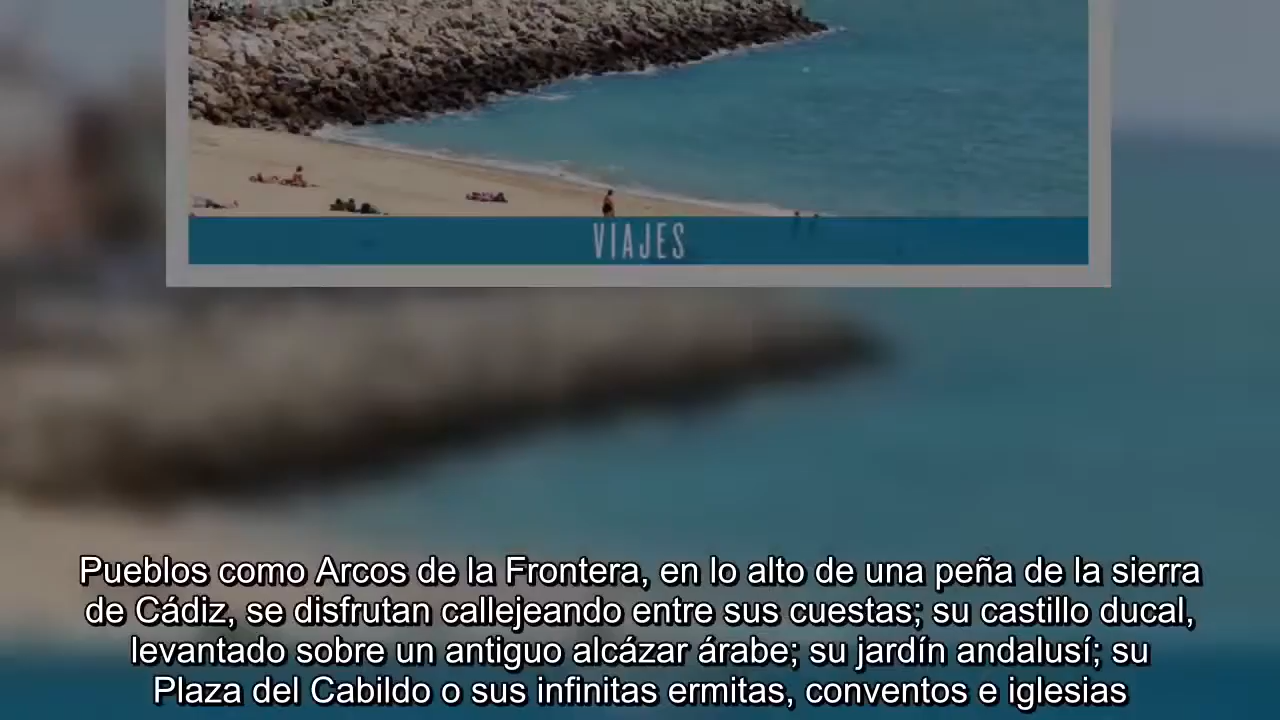 VIAJES
Pueblos como Arcos de la Frontera, en lo alto de una peña de la sierra
de Cádiz, se disfrutan callejeando entre sus cuestas; su castillo ducal,
levantado sobre un antiguo alcázar árabe; su jardín andalusí; su
Plaza del Cabildo o sus infinitas ermitas, conventos e iglesias